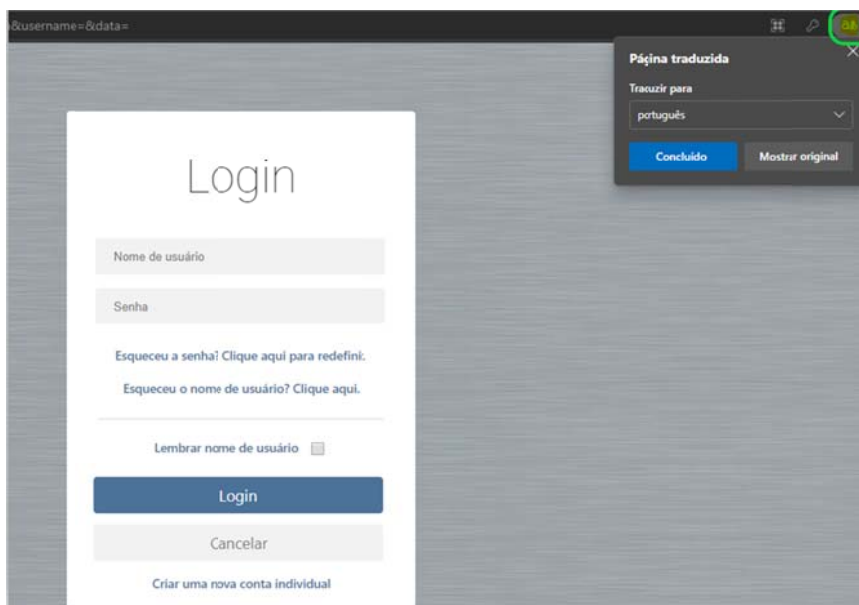 &username=&data=
Página traduzida
Traduzir para
português
Concluído
Mostrar original
Login
Nome de usuário
Senha
Esqueceu a senha? Clique aqui para redefinir.
Esqueceu o nome de usuário? Clique aqui.
Lembrar nome de usuário
Login
Cancelar
Criar uma nova conta individual